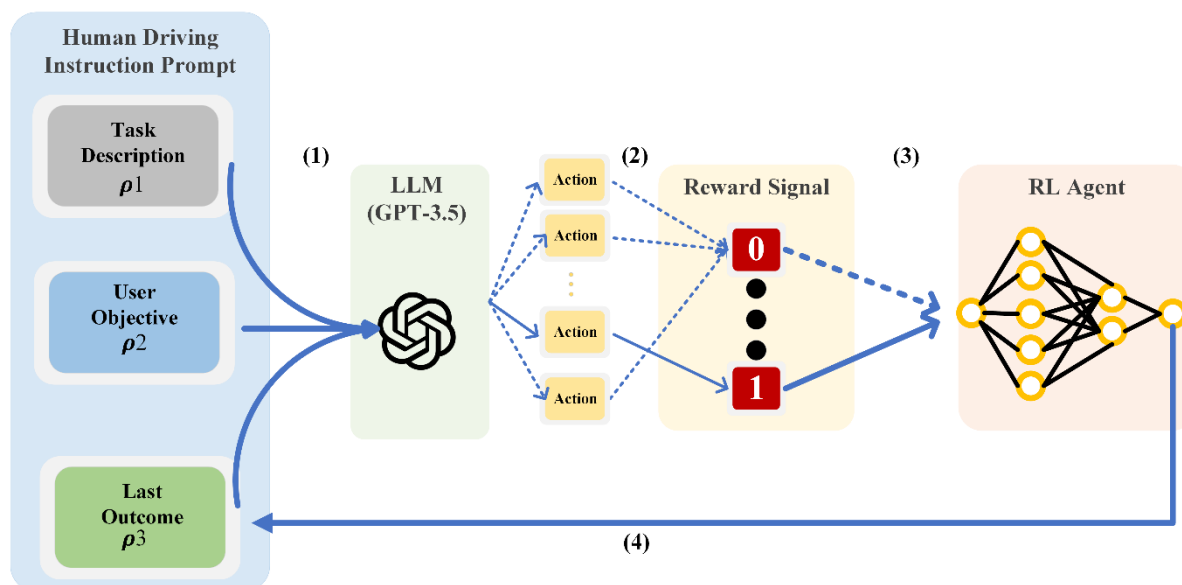 Human Driving
Instruction Prompt
Task
Description
ρ1
User
Objective
ρ2
Last
Outcome
ρ3
(1)
LLM
(GPT-3.5)
Action
Action
Action
Action
(2)
Reward Signal
0
1
(3)
RL Agent
(4)